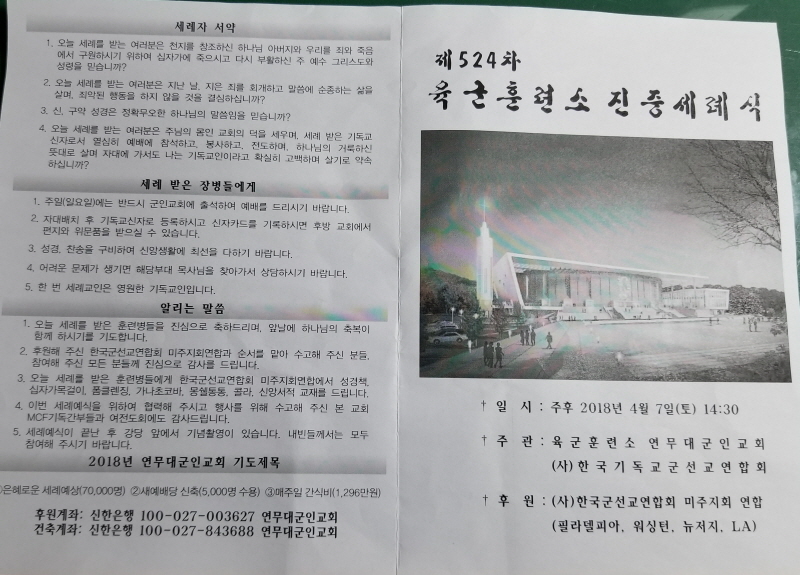 세례자 서약
1. 오늘 세례를 받는 여러분은 천지를 창조하신 하나님 아버지와 우리를 죄와 죽음
에서 구원하시기 위하여 십자가에 죽으시고 다시 부활하신 주 예수 그리스도와
성령을 믿습니까?
2. 오늘 세례를 받는 여러분은 지난 날, 지은 죄를 회개하고 말씀에 순종하는 삶을
살며, 죄악된 행동을 하지 않을 것을 결심하십니까?
3. 신, 구약 성경은 정확무오한 하나님의 말씀임을 믿습니까?
4. 오늘 세례를 받는 여러분은 주님의 몸인 교회의 덕을 세우며, 세례 받은 기독교
신자로서 열심히 예배에 참석하고, 봉사하고, 전도하며, 하나님의 거룩하신
뜻대로 살며 자대에 가서도 나는 기독교인이라고 확실히 고백하며 살기로 약속
하십니까?
세례 받은 장병들에게
1. 주일(일요일)에는 반드시 군인교회에 출석하여 예배를 드리시기 바랍니다.
2. 자대배치 후 기독교신자로 등록하시고 신자카드를 기록하시면 후방 교회에서
편지와 위문품을 받으실 수 있습니다.
3. 성경, 찬송을 구비하여 신앙생활에 최선을 다하기 바랍니다.
4. 어려운 문제가 생기면 해당부대 목사님을 찾아가서 상담하시기 바랍니다.
5. 한 번 세례교인은 영원한 기독교인입니다.
알리는 말씀
1. 오늘 세례를 받은 훈련병들을 진심으로 축하드리며, 앞날에 하나님의 축복이
함께 하시기를 기도합니다.
2. 후원해 주신 한국군선교연합회 미주지회연합과 순서를 맡아 수고해 주신 분들,
참여해 주신 모든 분들께 진심으로 감사를 드립니다.
3. 오늘 세례를 받은 훈련병들에게 한국군선교연합회 미주지회연합에서 성경책,
십자가목걸이, 폼클렌징, 가나초코바, 몽쉘통통, 콜라, 신앙서적 교재를 드립니다.
4. 이번 세례예식을 위하여 협력해 주시고 행사를 위해 수고해 주신 본 교회
MCF기독간부들과 여전도회에도 감사드립니다.
5. 세례예식이 끝난 후 강당 앞에서 기념촬영이 있습니다. 내빈들께서는 모두
참여해 주시기 바랍니다.
2018년 연무대군인교회 기도제목
①은혜로운 세례예상(70,000명) ②새예배당 신축(5,000명 수용) ③매주일 간식비(1,296만원)
후원계좌: 신한은행 100-027-003627 연무대군인교회
건축계좌: 신한은행 100-027-843688 연무대군인교회
제524차
육군훈련소 진중세례식
† 일 시 : 주후 2018년 4월 7일(토) 14:30
† 주 관 : 육군훈련소 연무대군인교회
(사)한국기독교군선교연합회
† 후 원 : (사)한국군선교연합회 미주지회 연합
(필라델피아, 워싱턴, 뉴저지, LA)